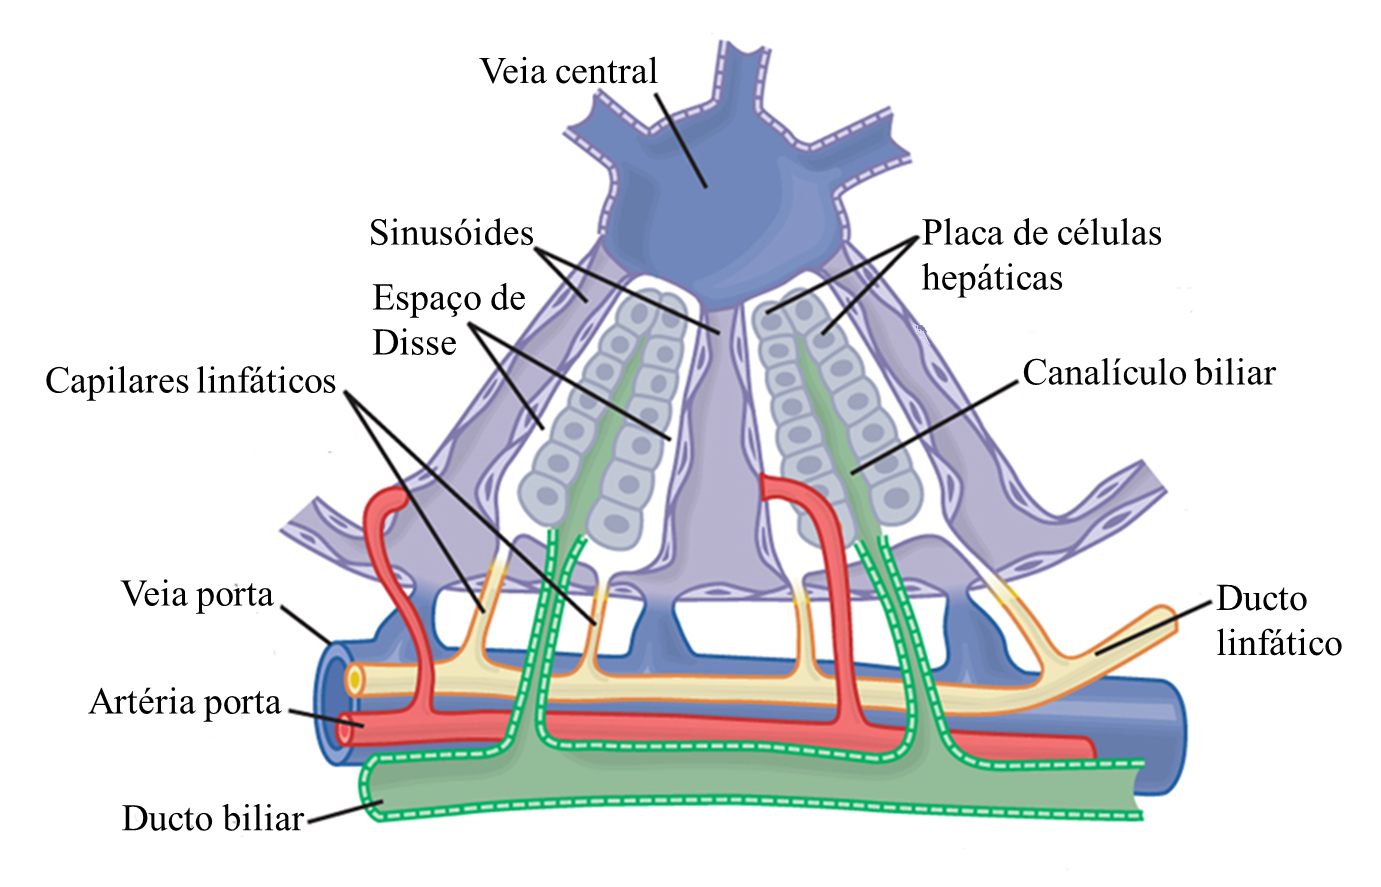 Veia central
Sinusóides
Placa de células
hepáticas
Espaço de
Disse
Capilares linfáticos
Canalículo biliar
Veia porta
Ducto
linfático
Artéria porta
Ducto biliar